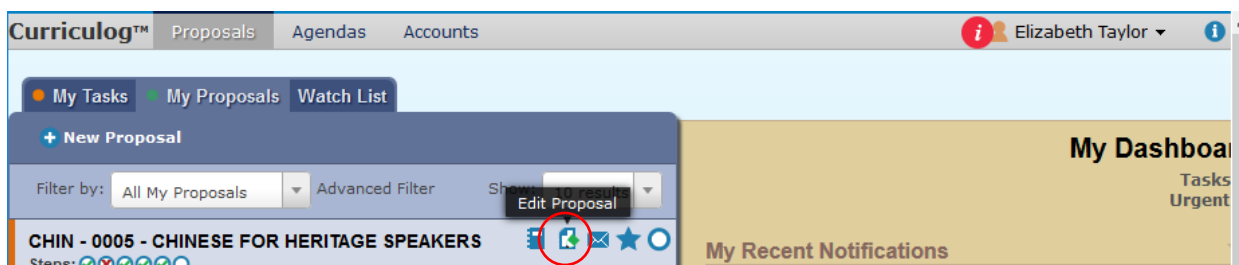 Curriculog™ Proposals Agendas Accounts Elizabeth Taylor
My Tasks My Proposals Watch List
New Proposal
My Dashboar
Filter by: All My Proposals Advanced Filter Show: 10 results
Tasks
Edit Proposal
Urgent
CHIN - 0005 - CHINESE FOR HERITAGE SPEAKERS
My Recent Notifications
Steps: